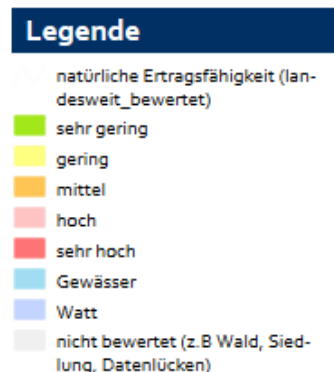 Legende
natürliche Ertragsfähigkeit (lan-
desweit_bewertet)
sehr gering
gering
mittel
hoch
sehr hoch
Gewässer
Watt
nicht bewertet (z.B Wald, Sied-
lung, Datenlücken)